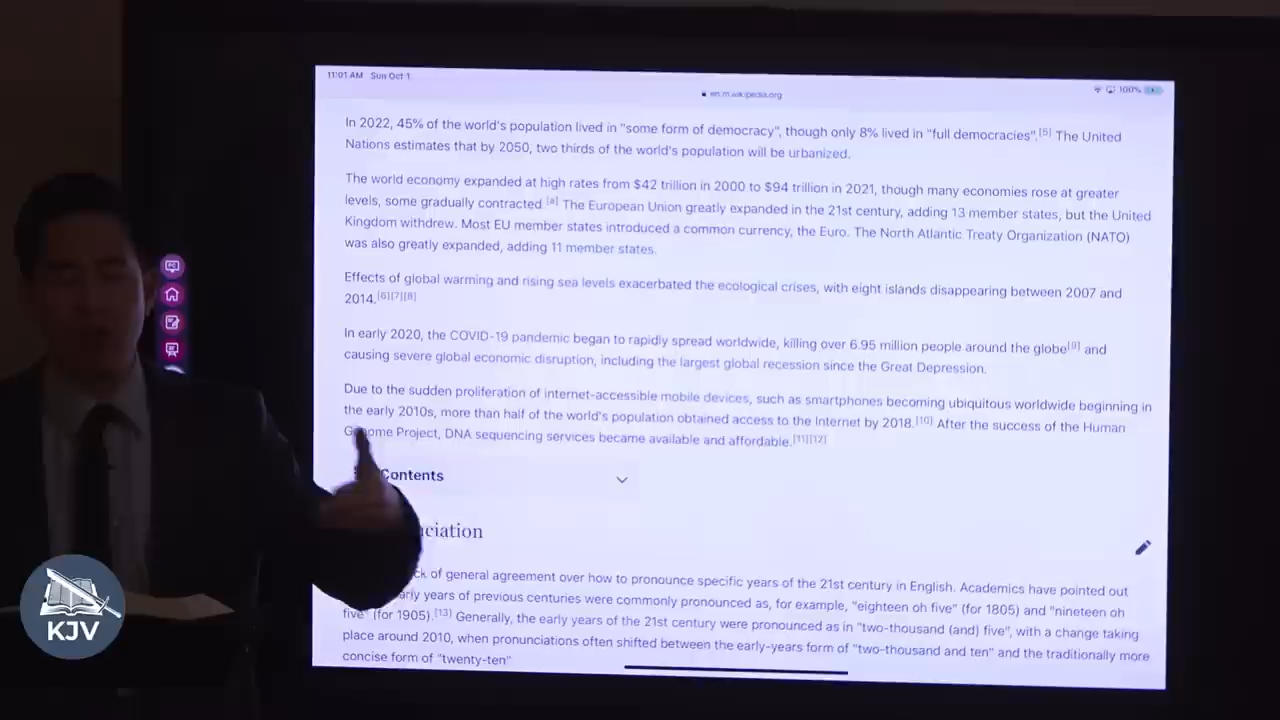 11:01 AM Sun Oct 1
en.m.wikipedia.org
100%
In 2022, 45% of the world's population lived in "some form of democracy", though only 8% lived in "full democracies".[5] The United
Nations estimates that by 2050, two thirds of the world's population will be urbanized.
The world economy expanded at high rates from $42 trillion in 2000 to $94 trillion in 2021, though many economies rose at greater
levels, some gradually contracted.[a] The European Union greatly expanded in the 21st century, adding 13 member states, but the United
Kingdom withdrew. Most EU member states introduced a common currency, the Euro. The North Atlantic Treaty Organization (NATO)
was also greatly expanded, adding 11 member states.
Effects of global warming and rising sea levels exacerbated the ecological crises, with eight islands disappearing between 2007 and
2014.[6][7][8]
In early 2020, the COVID-19 pandemic began to rapidly spread worldwide, killing over 6.95 million people around the globe[9] and
causing severe global economic disruption, including the largest global recession since the Great Depression.
Due to the sudden proliferation of internet-accessible mobile devices, such as smartphones becoming ubiquitous worldwide beginning in
the early 2010s, more than half of the world's population obtained access to the Internet by 2018.[10] After the success of the Human
Genome Project, DNA sequencing services became available and affordable.[11][12]
Contents
ciation
ck of general agreement over how to pronounce specific years of the 21st century in English. Academics have pointed out
arly years of previous centuries were commonly pronounced as, for example, "eighteen oh five" (for 1805) and "nineteen oh
five" (for 1905).[13] Generally, the early years of the 21st century were pronounced as in "two-thousand (and) five", with a change taking
place around 2010, when pronunciations often shifted between the early-years form of "two-thousand and ten" and the traditionally more
concise form of "twenty-ten"
KJV